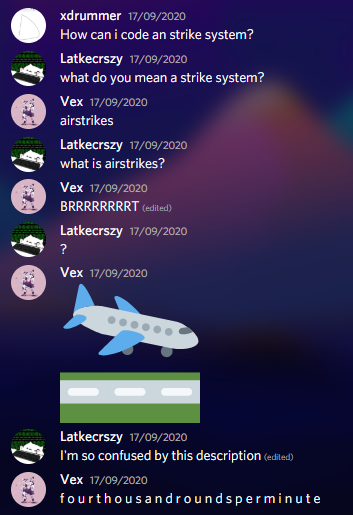 xdrummer 17/09/2020
How can i code an strike system?
Latkecrszy 17/09/2020
what do you mean a strike system?
Vex 17/09/2020
airstrikes
Latkecrszy 17/09/2020
what is airstrikes?
Vex 17/09/2020
BRRRRRRRRT (edited)
Latkecrszy 17/09/2020
?
Vex 17/09/2020
Latkecrszy 17/09/2020
I'm so confused by this description (edited)
Vex 17/09/2020
f o u r t h o u s a n d r o u n d s p e r m i n u t e